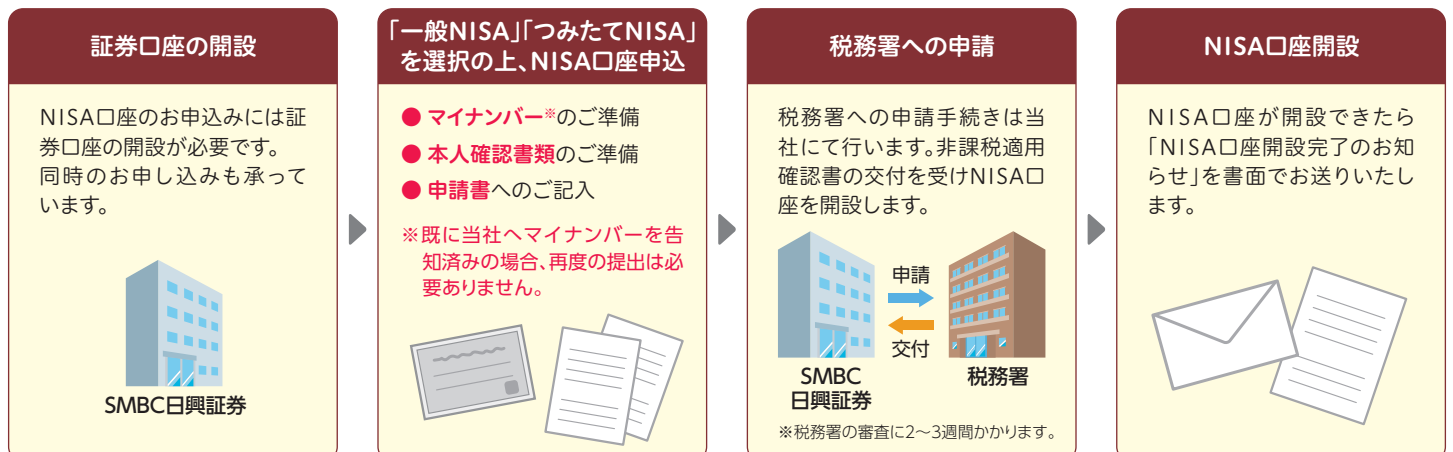 証券口座の開設
NISA口座のお申込みには証
券口座の開設が必要です。
同時のお申し込みも承って
います。
SMBC日興証券
「一般NISA」「つみたてNISA」
を選択の上、NISA口座申込
● マイナンバー※のご準備
● 本人確認書類のご準備
● 申請書へのご記入
※既に当社へマイナンバーを告
知済みの場合、再度の提出は必
要ありません。
税務署への申請
税務署への申請手続きは当
社にて行います。非課税適用
確認書の交付を受けNISA口
座を開設します。
申請
交付
SMBC
日興証券
税務署
※税務署の審査に2～3週間かかります。
NISA口座開設
NISA口座が開設できたら
「NISA口座開設完了のお知
らせ」を書面でお送りいたし
ます。